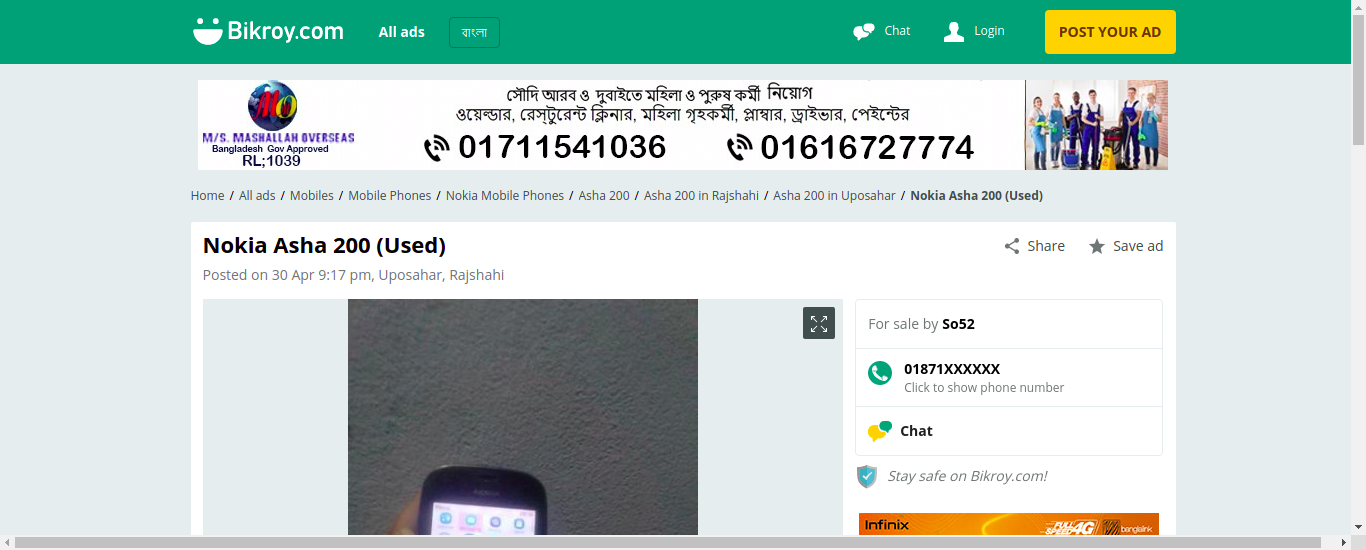 Bikroy.com All ads বাংলা Chat Login POST YOUR AD
সৌদি আরব ও দুবাইতে মহিলা ও পুরুষ কর্মী নিয়োগ
ওয়েল্ডার, রেস্টুরেন্ট ক্লিনার, মহিলা গৃহকর্মী, প্লাম্বার, ড্রাইভার, পেইন্টের
MO
M/S. MASHALLAH OVERSEAS
Bangladesh Gov Approved
RL;1039
01711541036 01616727774
Home / All ads / Mobiles / Mobile Phones / Nokia Mobile Phones / Asha 200 / Asha 200 in Rajshahi / Asha 200 in Uposahar / Nokia Asha 200 (Used)
Nokia Asha 200 (Used) Share Save ad
Posted on 30 Apr 9:17 pm, Uposahar, Rajshahi
For sale by So52
01871XXXXXX
Click to show phone number
Chat
Stay safe on Bikroy.com!
NOKIA
Infinix FULL SPEED 4G banglalink